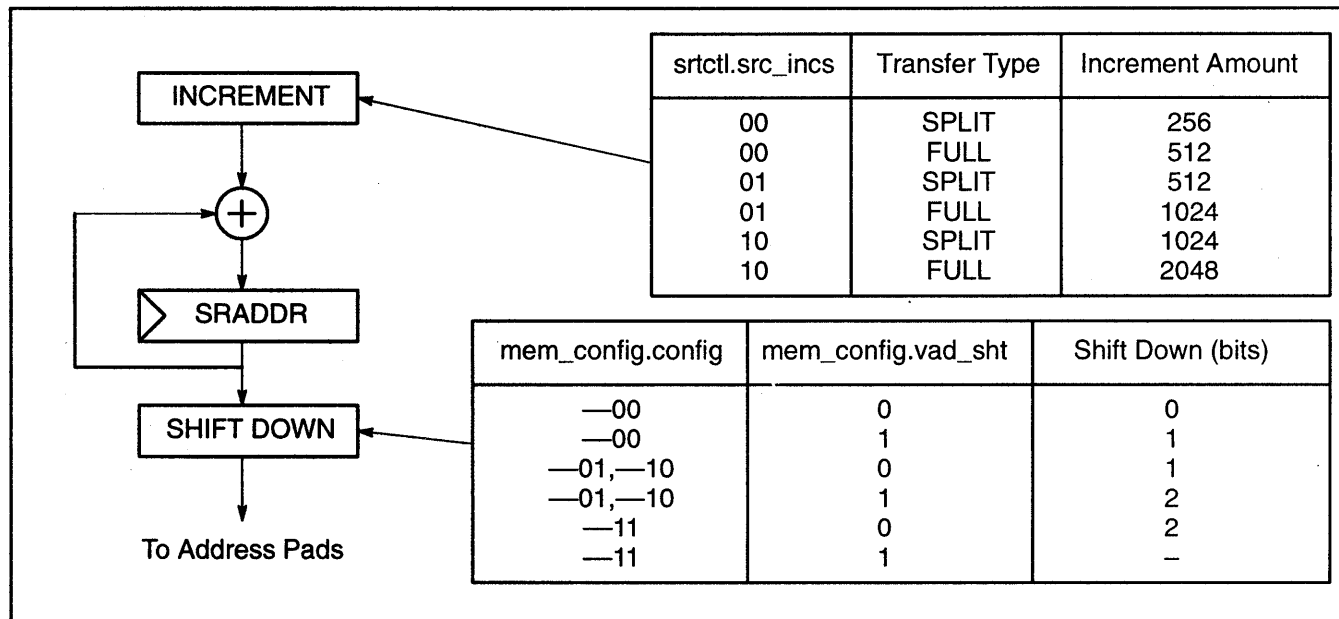 INCREMENT
SRADDR
SHIFT DOWN
To Address Pads
srtctl.src_incs Transfer Type Increment Amount
00 SPLIT 256
00 FULL 512
01 SPLIT 512
01 FULL 1024
10 SPLIT 1024
10 FULL 2048
mem_config.config mem_config.vad_sht Shift Down (bits)
—00 0 0
—00 1 1
—01,—10 0 1
—01,—10 1 2
—11 0 2
—11 1 –